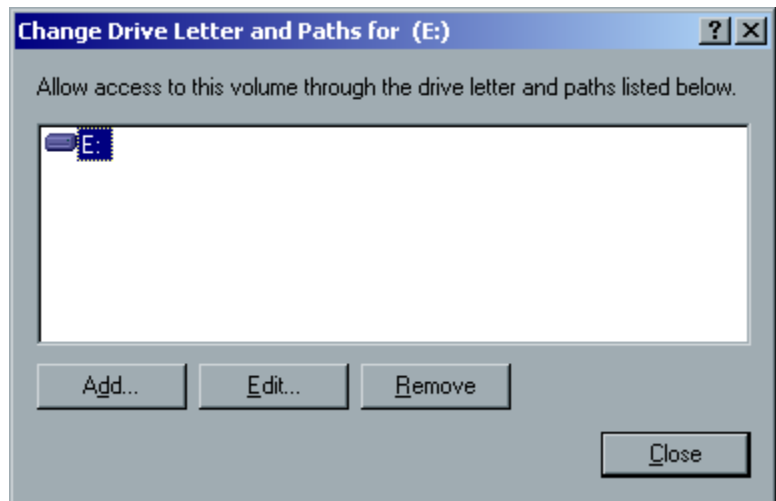 Change Drive Letter and Paths for (E:)
Allow access to this volume through the drive letter and paths listed below.
E:
Add... Edit... Remove
Close